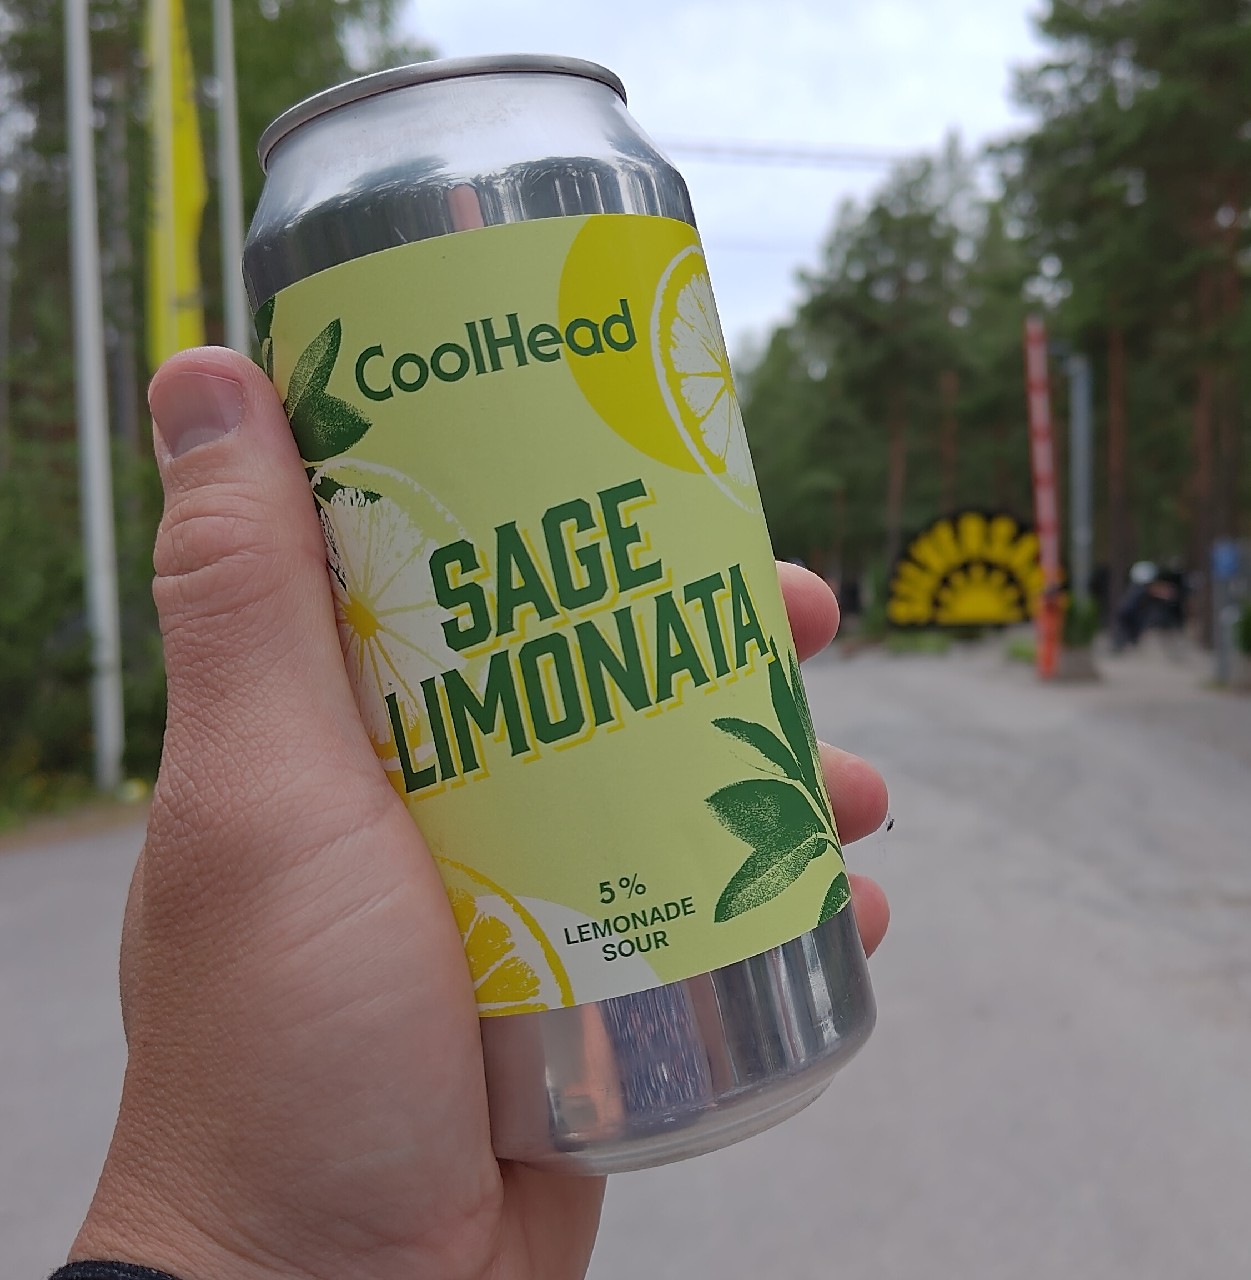 CoolHead
SAGE
LIMONATA
5%
LEMONADE
SOUR